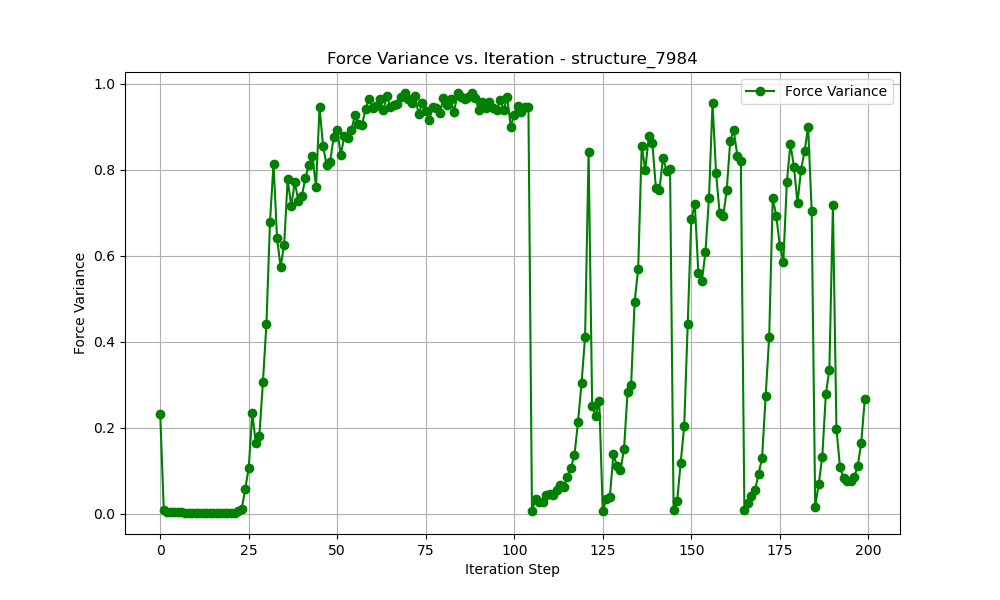 Force Variance vs. Iteration - structure_7984
Force Variance
1.0
0.8
0.6
0.4
0.2
0.0
Force Variance
0 25 50 75 100 125 150 175 200
Iteration Step